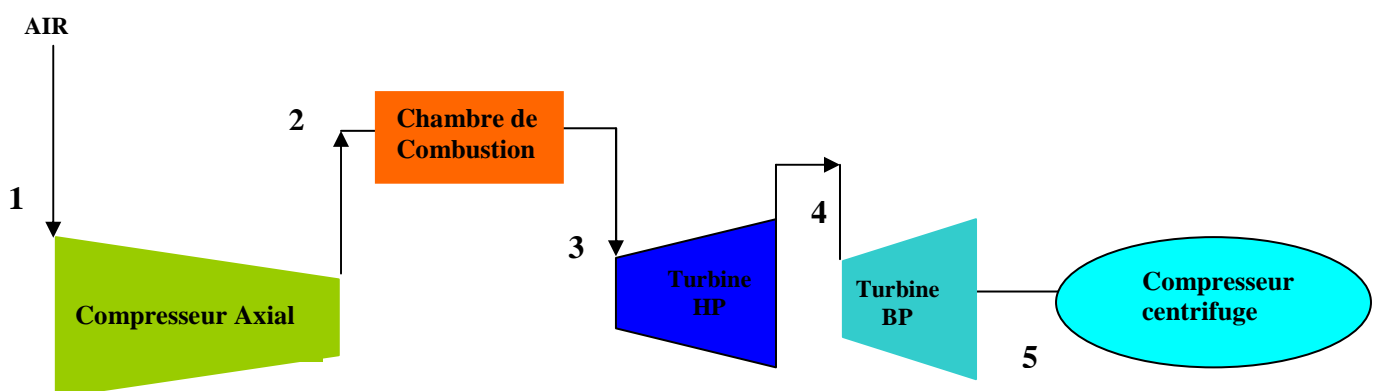 AIR
1
2
Chambre de
Combustion
3
4
5
Compresseur Axial
Turbine
HP
Turbine
BP
Compresseur
centrifuge